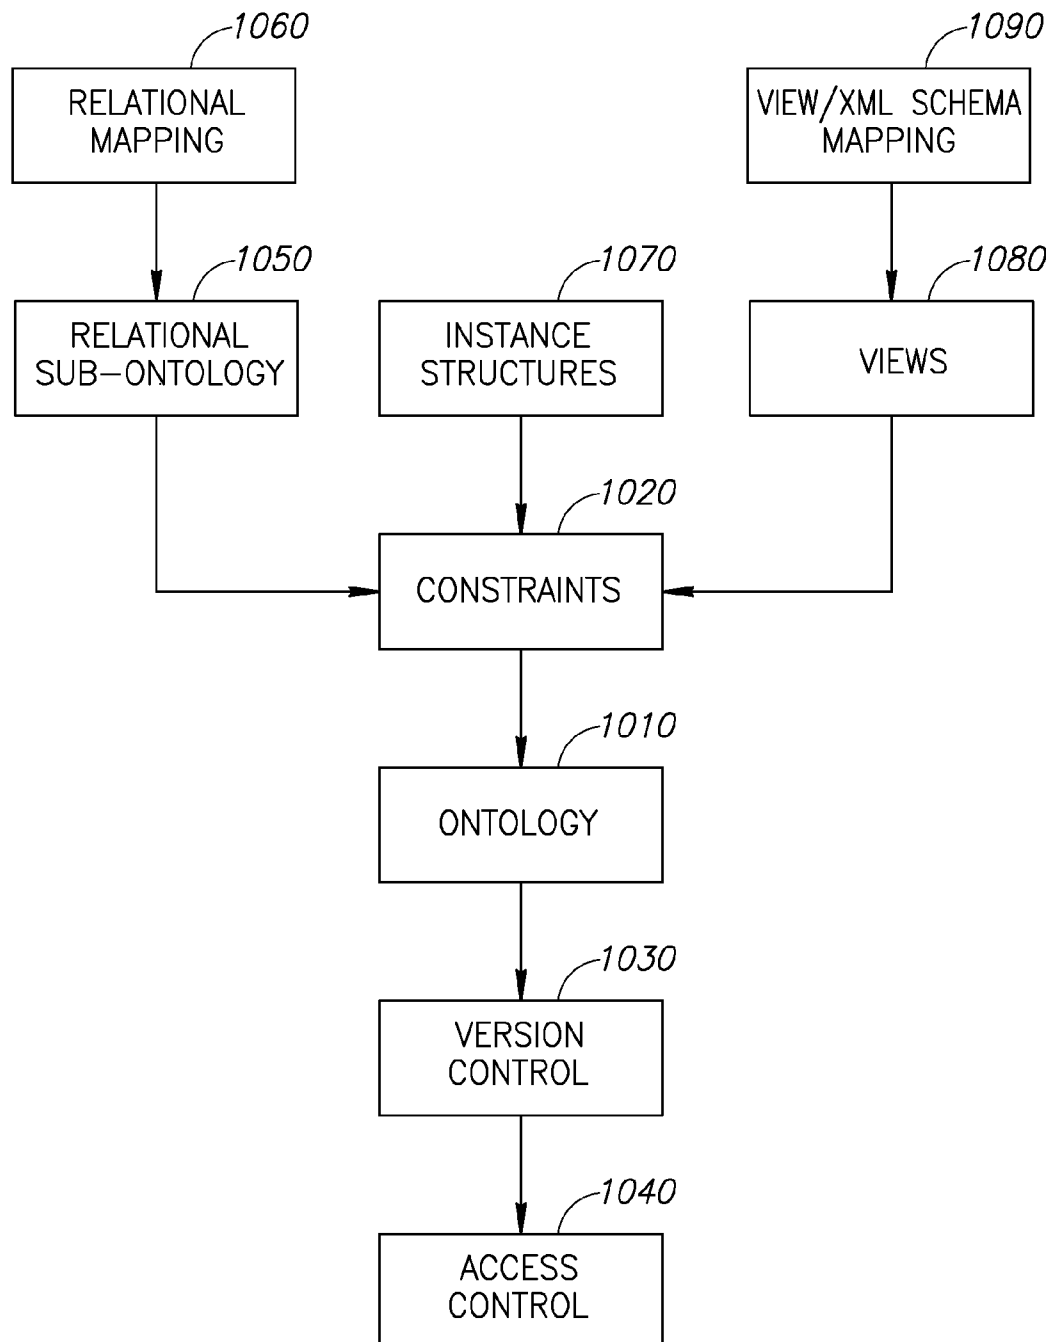 1060
RELATIONAL
MAPPING
1090
VIEW/XML SCHEMA
MAPPING
1050
RELATIONAL
SUB-ONTOLOGY
1070
INSTANCE
STRUCTURES
1080
VIEWS
1020
CONSTRAINTS
1010
ONTOLOGY
1030
VERSION
CONTROL
1040
ACCESS
CONTROL